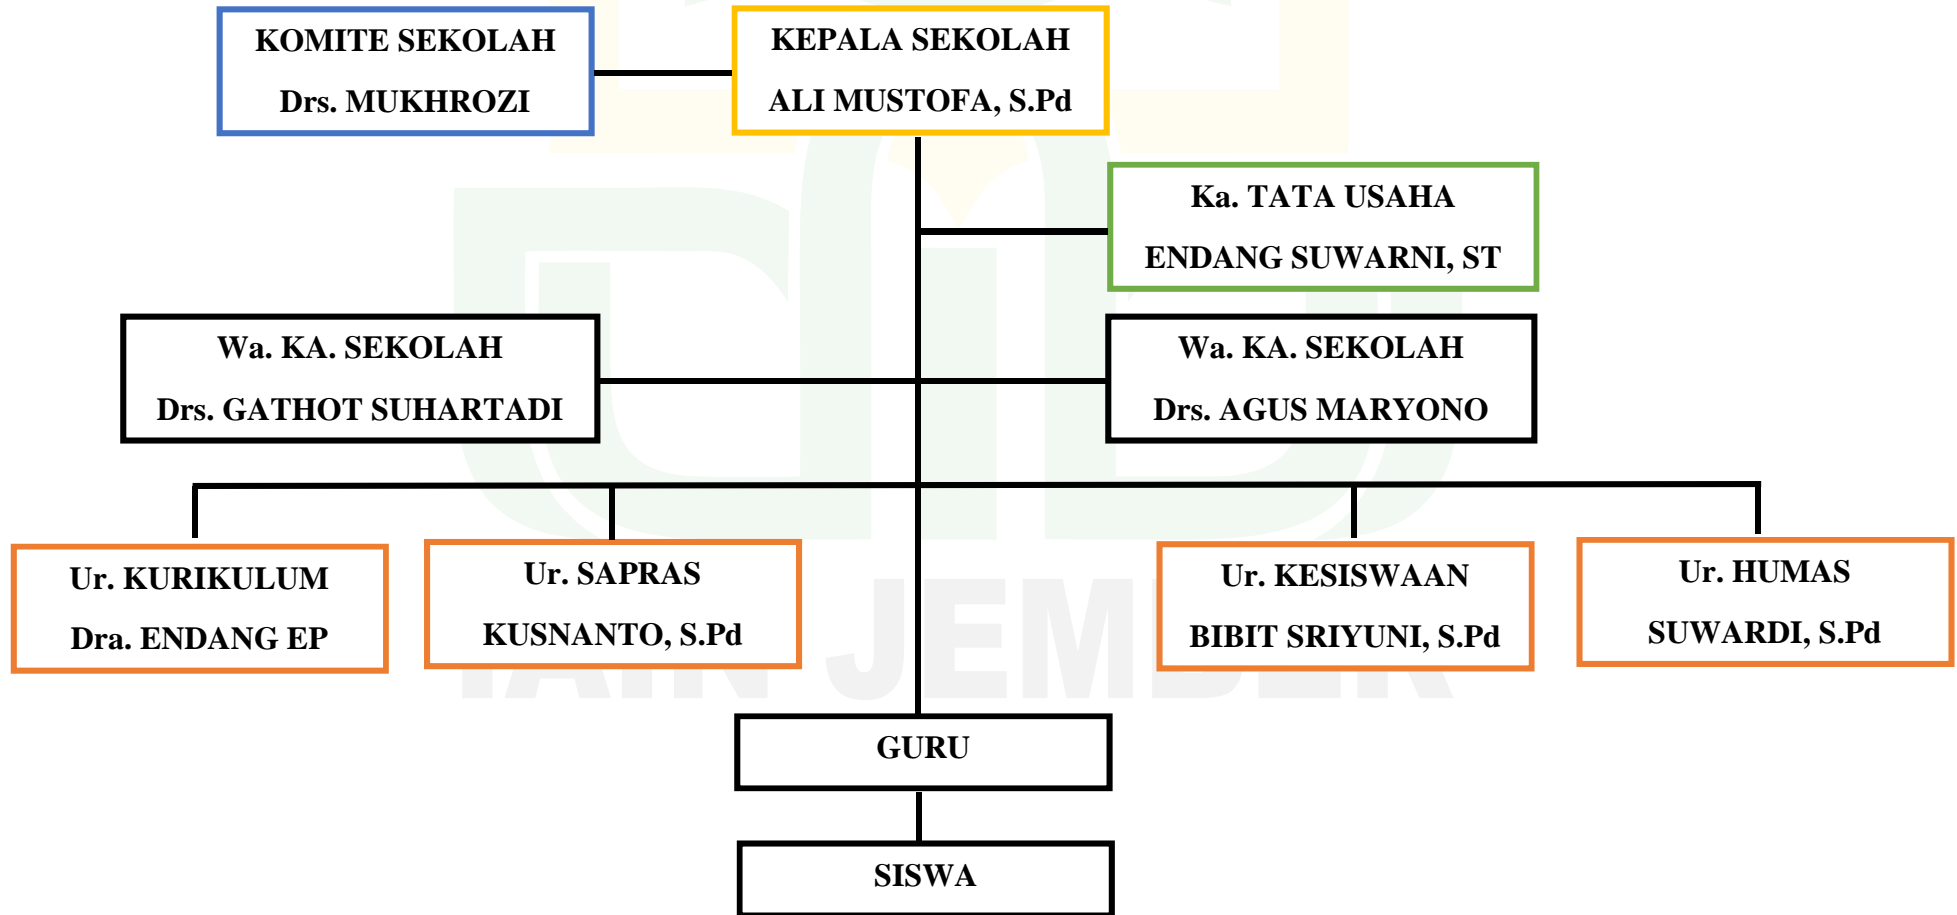 KOMITE SEKOLAH
Drs. MUKHROZI
KEPALA SEKOLAH
ALI MUSTOFA, S.Pd
Ka. TATA USAHA
ENDANG SUWARNI, ST
Wa. KA. SEKOLAH
Drs. GATHOT SUHARTADI
Wa. KA. SEKOLAH
Drs. AGUS MARYONO
Ur. KURIKULUM
Dra. ENDANG EP
Ur. SAPRAS
KUSNANTO, S.Pd
Ur. KESISWAAN
BIBIT SRIYUNI, S.Pd
Ur. HUMAS
SUWARDI, S.Pd
IAIN JEMBER
GURU
SISWA